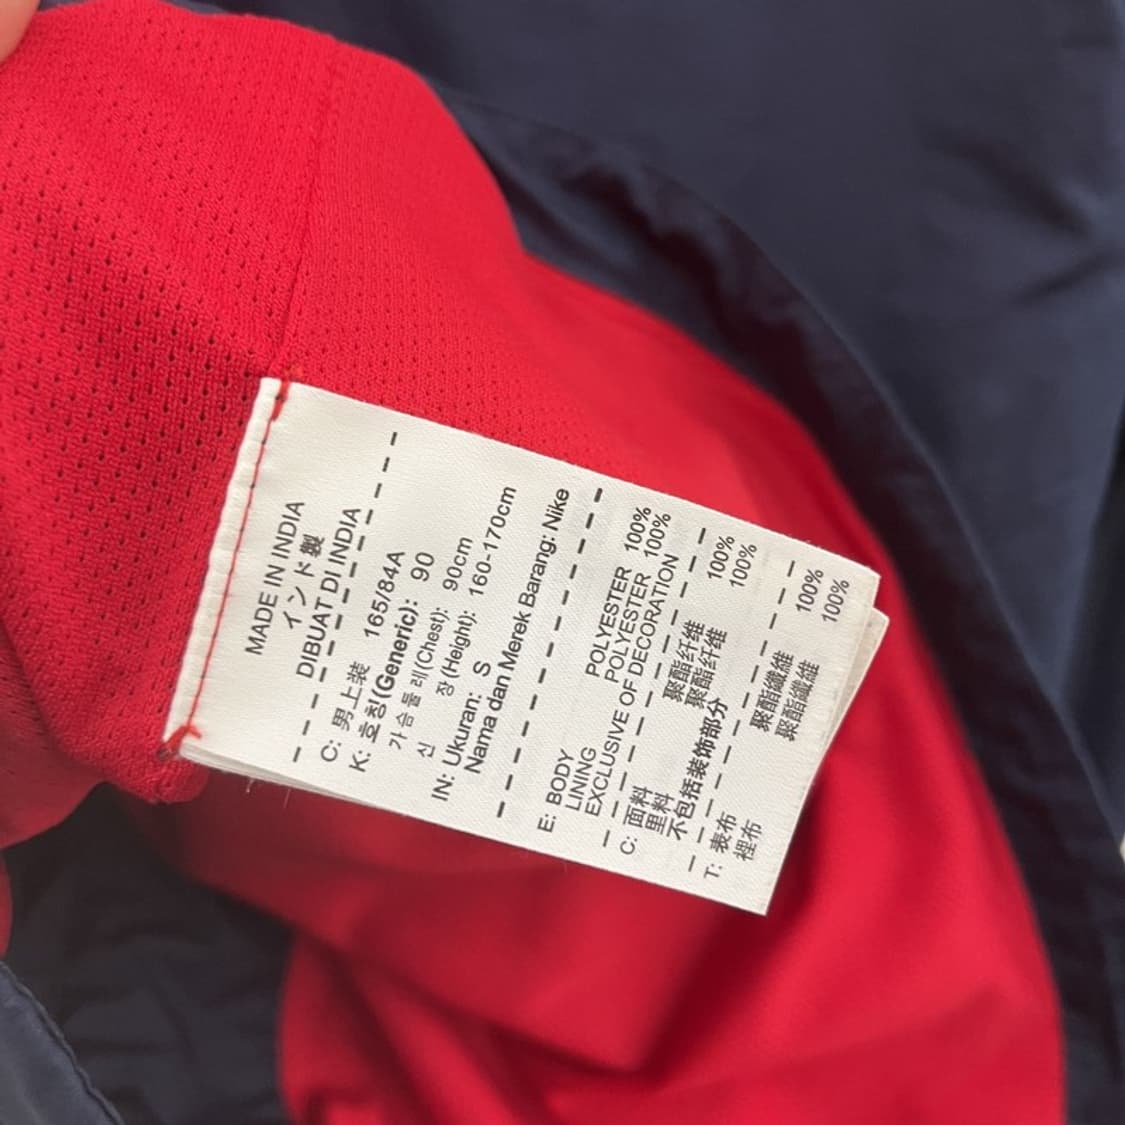 MADE IN INDIA
インド製
DIBUAT DI INDIA
C: 男上装 165/84A
K: 호칭(Generic): 90
가슴둘레(Chest): 90cm
신 장(Height): 160-170cm
IN: Ukuran: S
Nama dan Merek Barang: Nike
E: BODY POLYESTER 100%
LINING POLYESTER 100%
EXCLUSIVE OF DECORATION
C: 面料 聚酯纤维 100%
里料 聚酯纤维 100%
不包括装饰部分
T: 表布 聚酯纖維 100%
裡布 聚酯纖維 100%